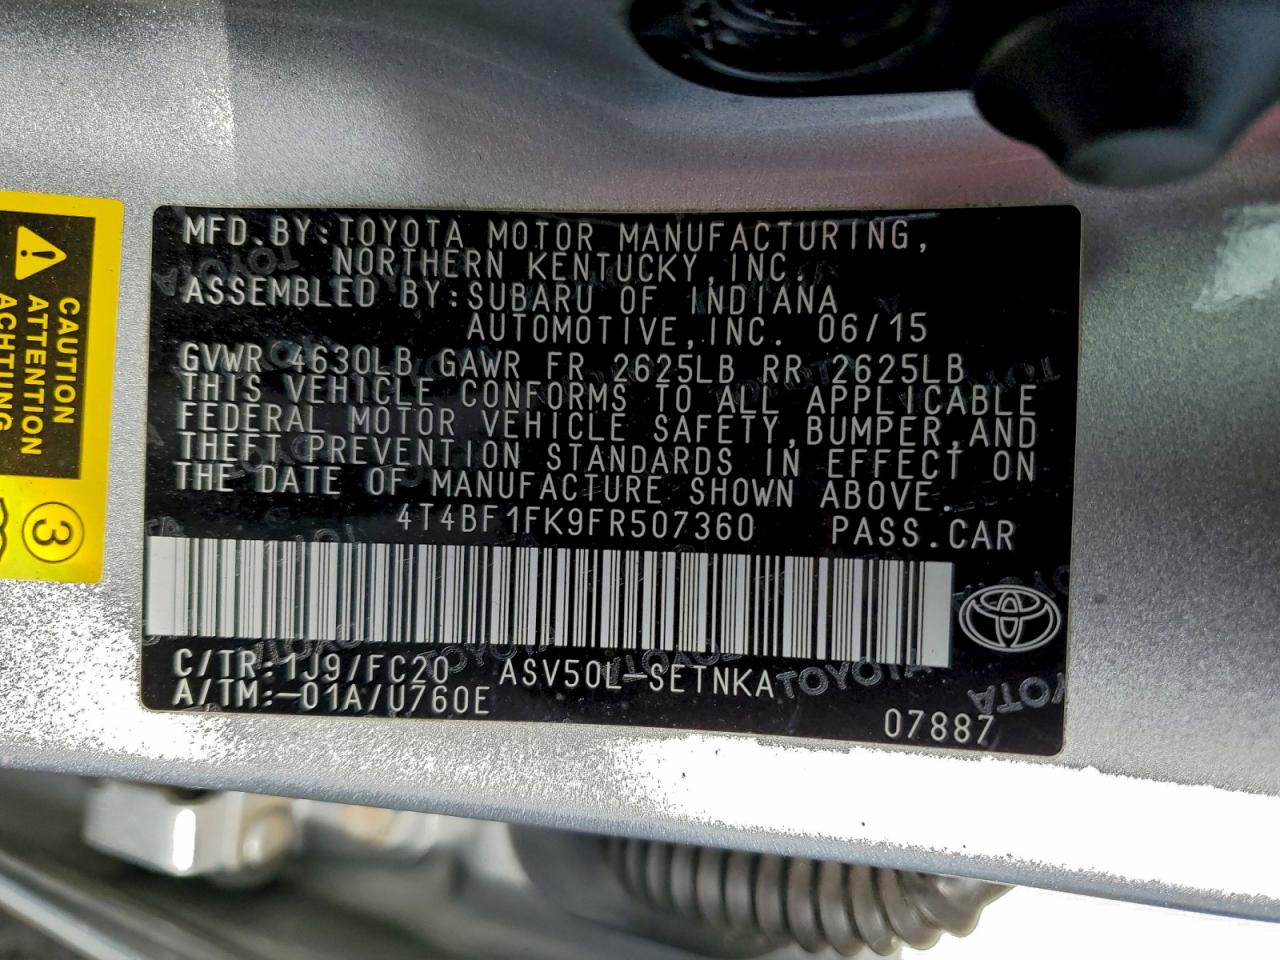 MFD.BY:TOYOTA MOTOR MANUFACTURING,
NORTHERN KENTUCKY,INC.
ASSEMBLED BY:SUBARU OF INDIANA
AUTOMOTIVE,INC. 06/15
GVWR 4630LB GAWR FR 2625LB RR 2625LB
THIS VEHICLE CONFORMS TO ALL APPLICABLE
FEDERAL MOTOR VEHICLE SAFETY,BUMPER,AND
THEFT PREVENTION STANDARDS IN EFFECT ON
THE DATE OF MANUFACTURE SHOWN ABOVE.
4T4BF1FK9FR507360 PASS.CAR
C/TR:1J9/FC20 ASV50L-SETNKA
A/TM:-01A/U760E
07887
CAUTION
ATTENTION
ACHTUNG
3